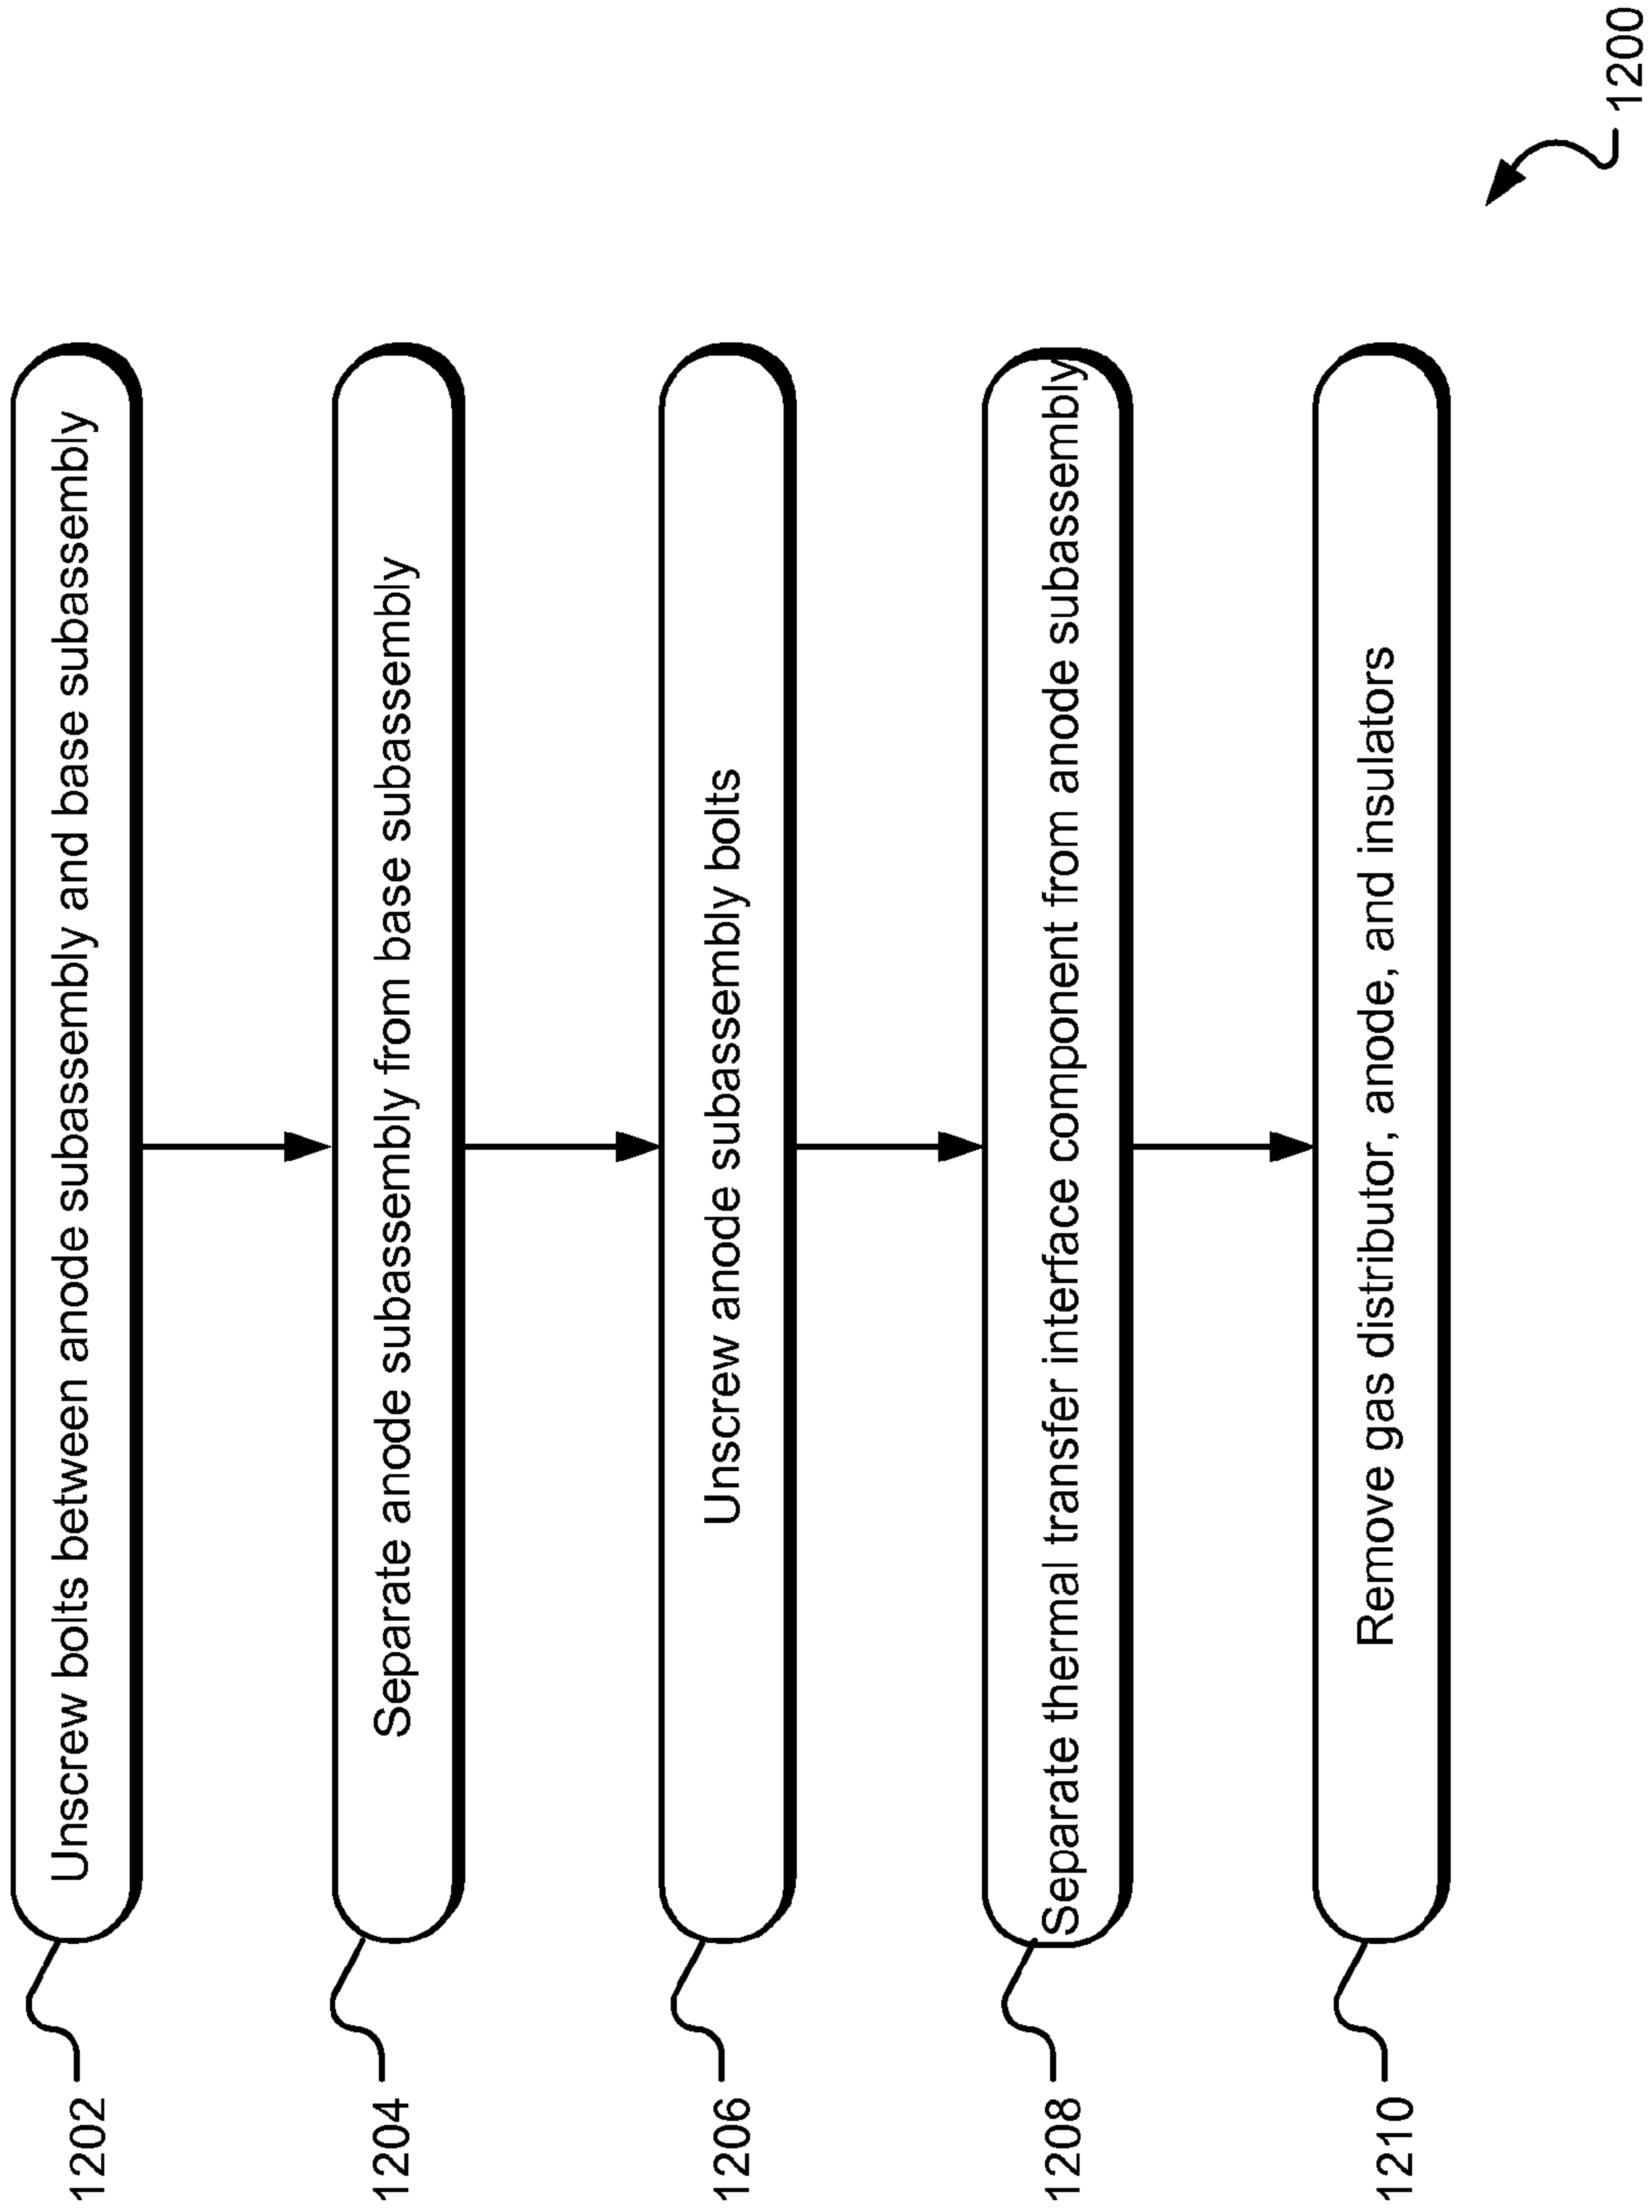 1202
Unscrew bolts between anode subassembly and base subassembly
1204
Separate anode subassembly from base subassembly
1206
Unscrew anode subassembly bolts
1208
Separate thermal transfer interface component from anode subassembly
1210
Remove gas distributor, anode, and insulators
1200